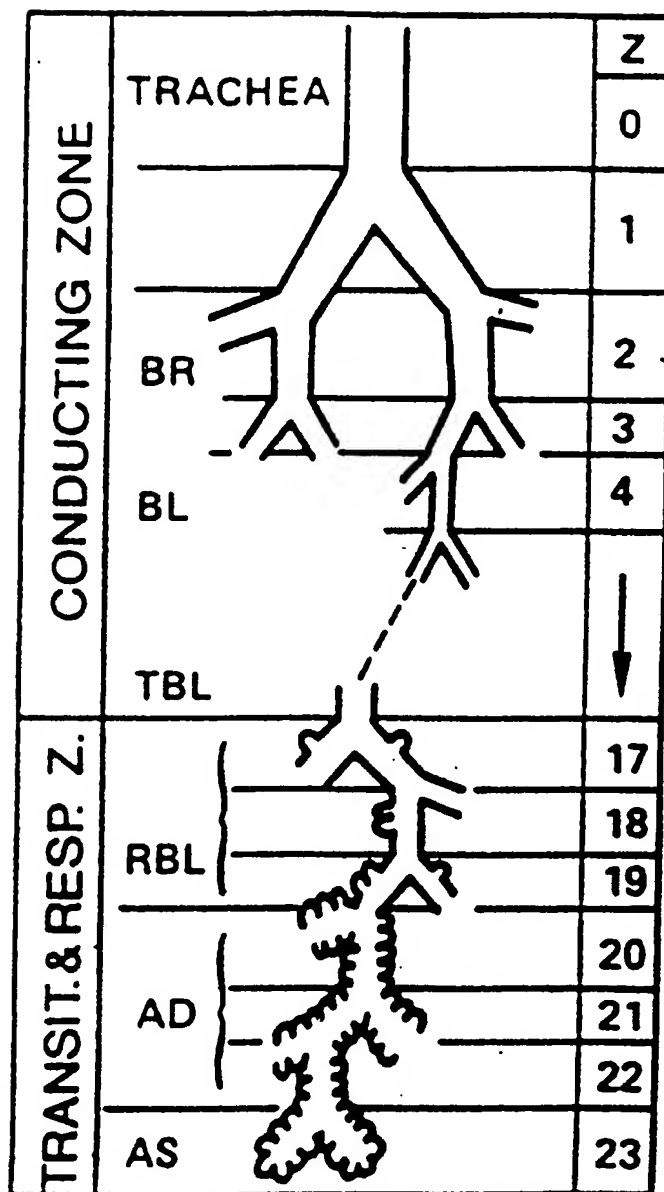 CONDUCTING ZONE
TRACHEA
Z
0
1
BR
2
3
BL
4
TBL
TRANSIT.& RESP. Z.
17
RBL
18
19
AD
20
21
22
AS
23